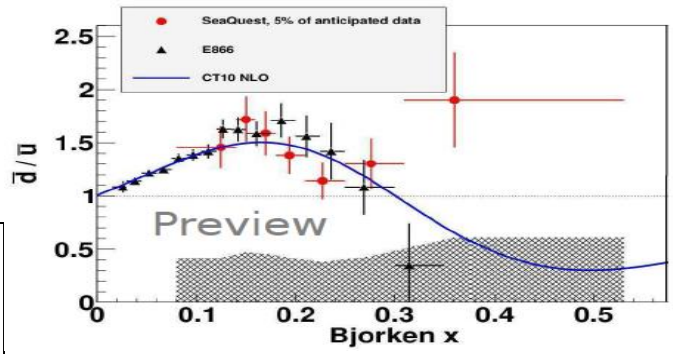 SeaQuest, 5% of anticipated data
E866
CT10 NLO
2.5
2
1.5
1
0.5
0
d̄ / ū
Preview
0 0.1 0.2 0.3 0.4 0.5
Bjorken x